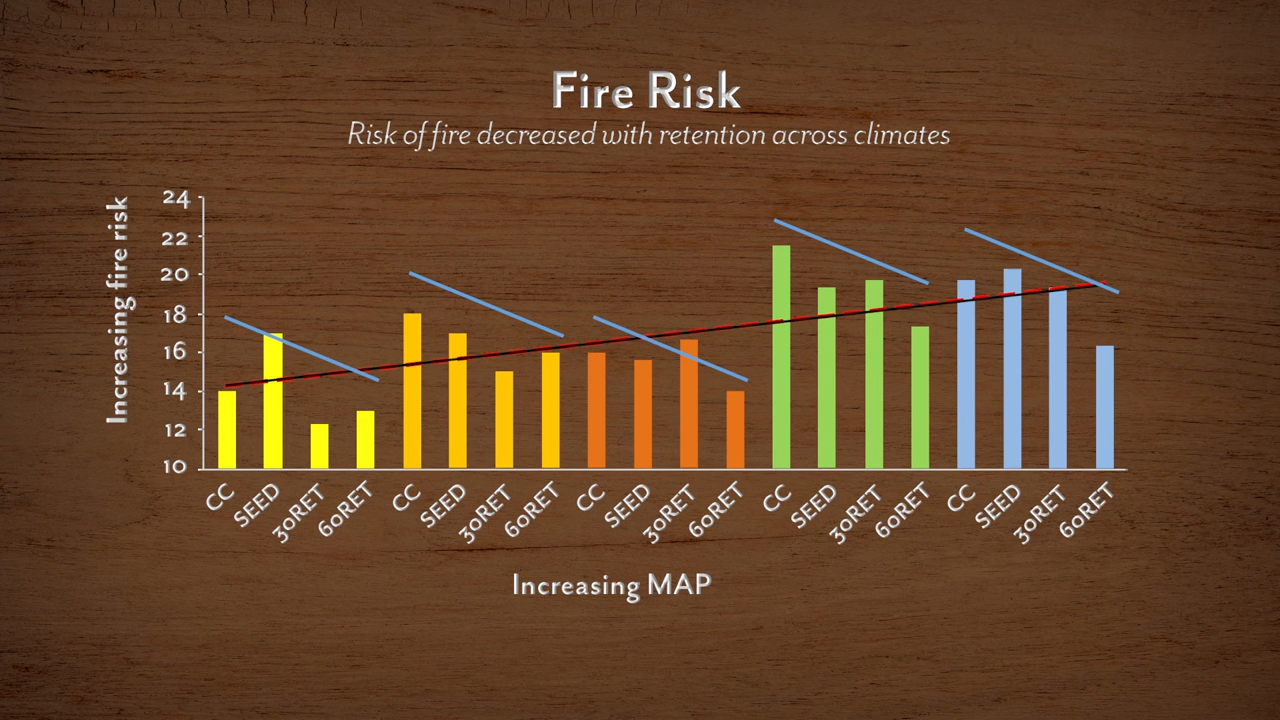 Fire Risk
Risk of fire decreased with retention across climates
Increasing fire risk
24
22
20
18
16
14
12
10
CC SEED 30RET 60RET CC SEED 30RET 60RET CC SEED 30RET 60RET CC SEED 30RET 60RET CC SEED 30RET 60RET
Increasing MAP